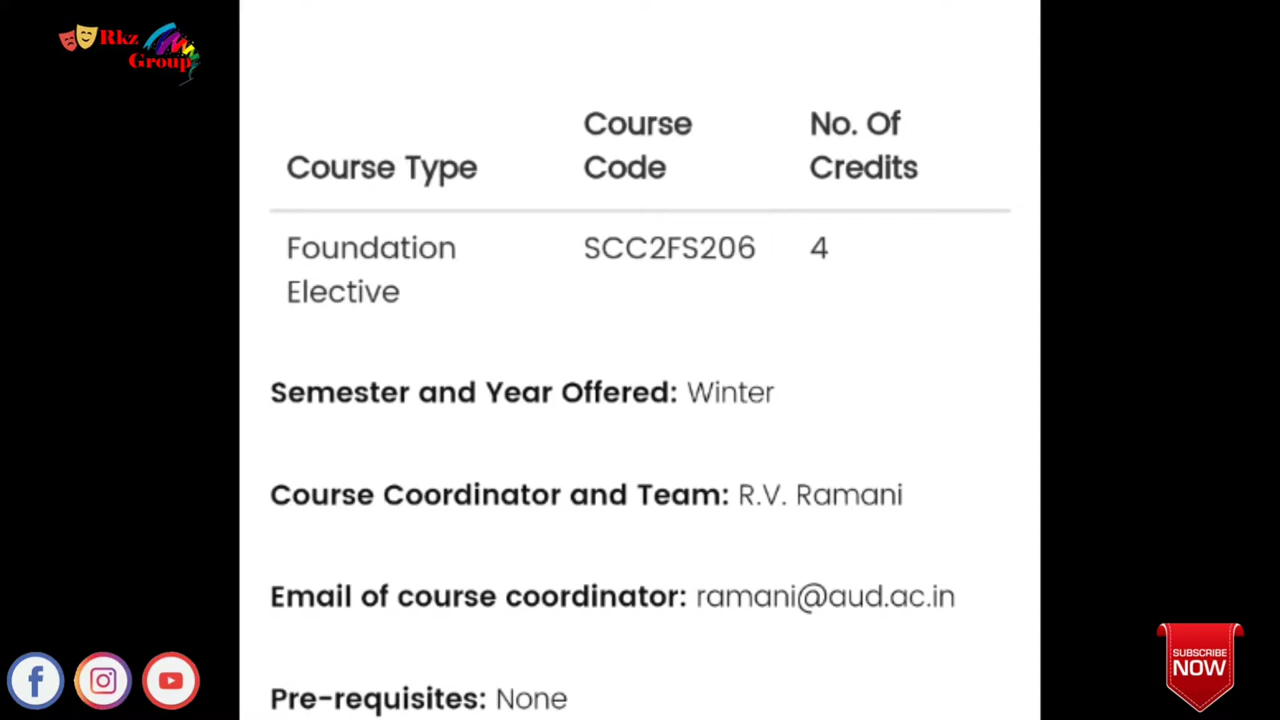 Rkz
Group
Course Type
Course
Code
No. Of
Credits
Foundation
Elective
SCC2FS206
4
Semester and Year Offered: Winter
Course Coordinator and Team: R.V. Ramani
Email of course coordinator: ramani@aud.ac.in
Pre-requisites: None
SUBSCRIBE
NOW